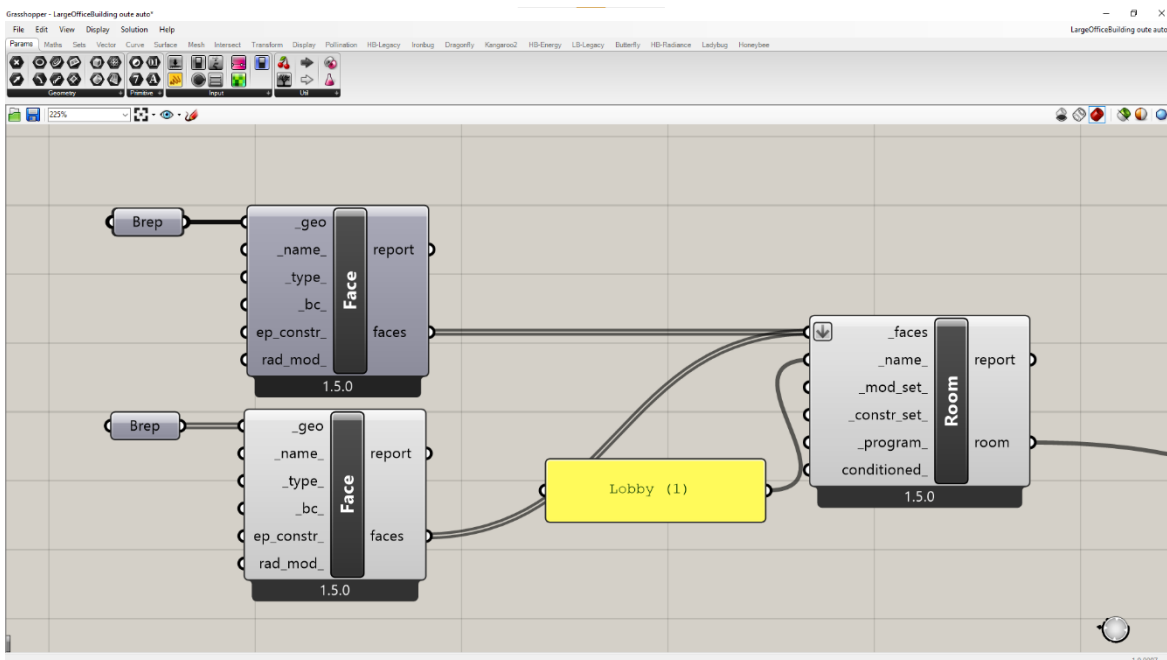 Grasshopper - LargeOfficeBuilding oute auto*
File Edit View Display Solution Help
LargeOfficeBuilding oute auto
Params Maths Sets Vector Curve Surface Mesh Intersect Transform Display Pollination HB-Legacy Ironbug Dragonfly Kangaroo2 HB-Energy LB-Legacy Butterfly HB-Radiance Ladybug Honeybee
Geometry Primitive Input Util
225%
Brep
_geo
_name_
_type_
_bc_
ep_constr_
rad_mod_
Face
report
faces
1.5.0
Brep
_geo
_name_
_type_
_bc_
ep_constr_
rad_mod_
Face
report
faces
1.5.0
Lobby (1)
_faces
_name_
_mod_set_
_constr_set_
_program_
conditioned_
Room
report
room
1.5.0